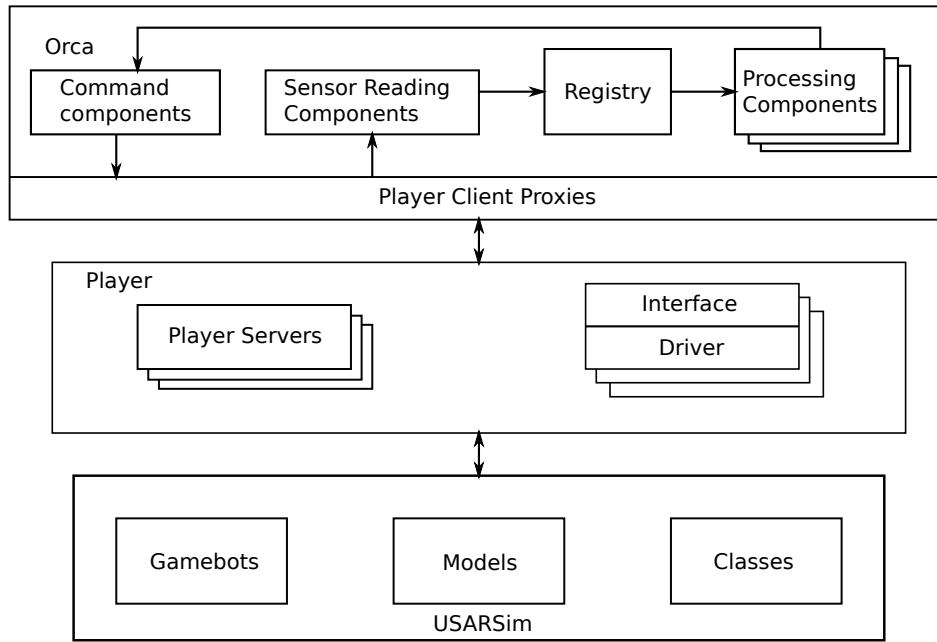 Orca
Command
components
Sensor Reading
Components
Registry
Processing
Components
Player Client Proxies
Player
Player Servers
Interface
Driver
Gamebots
Models
Classes
USARSim